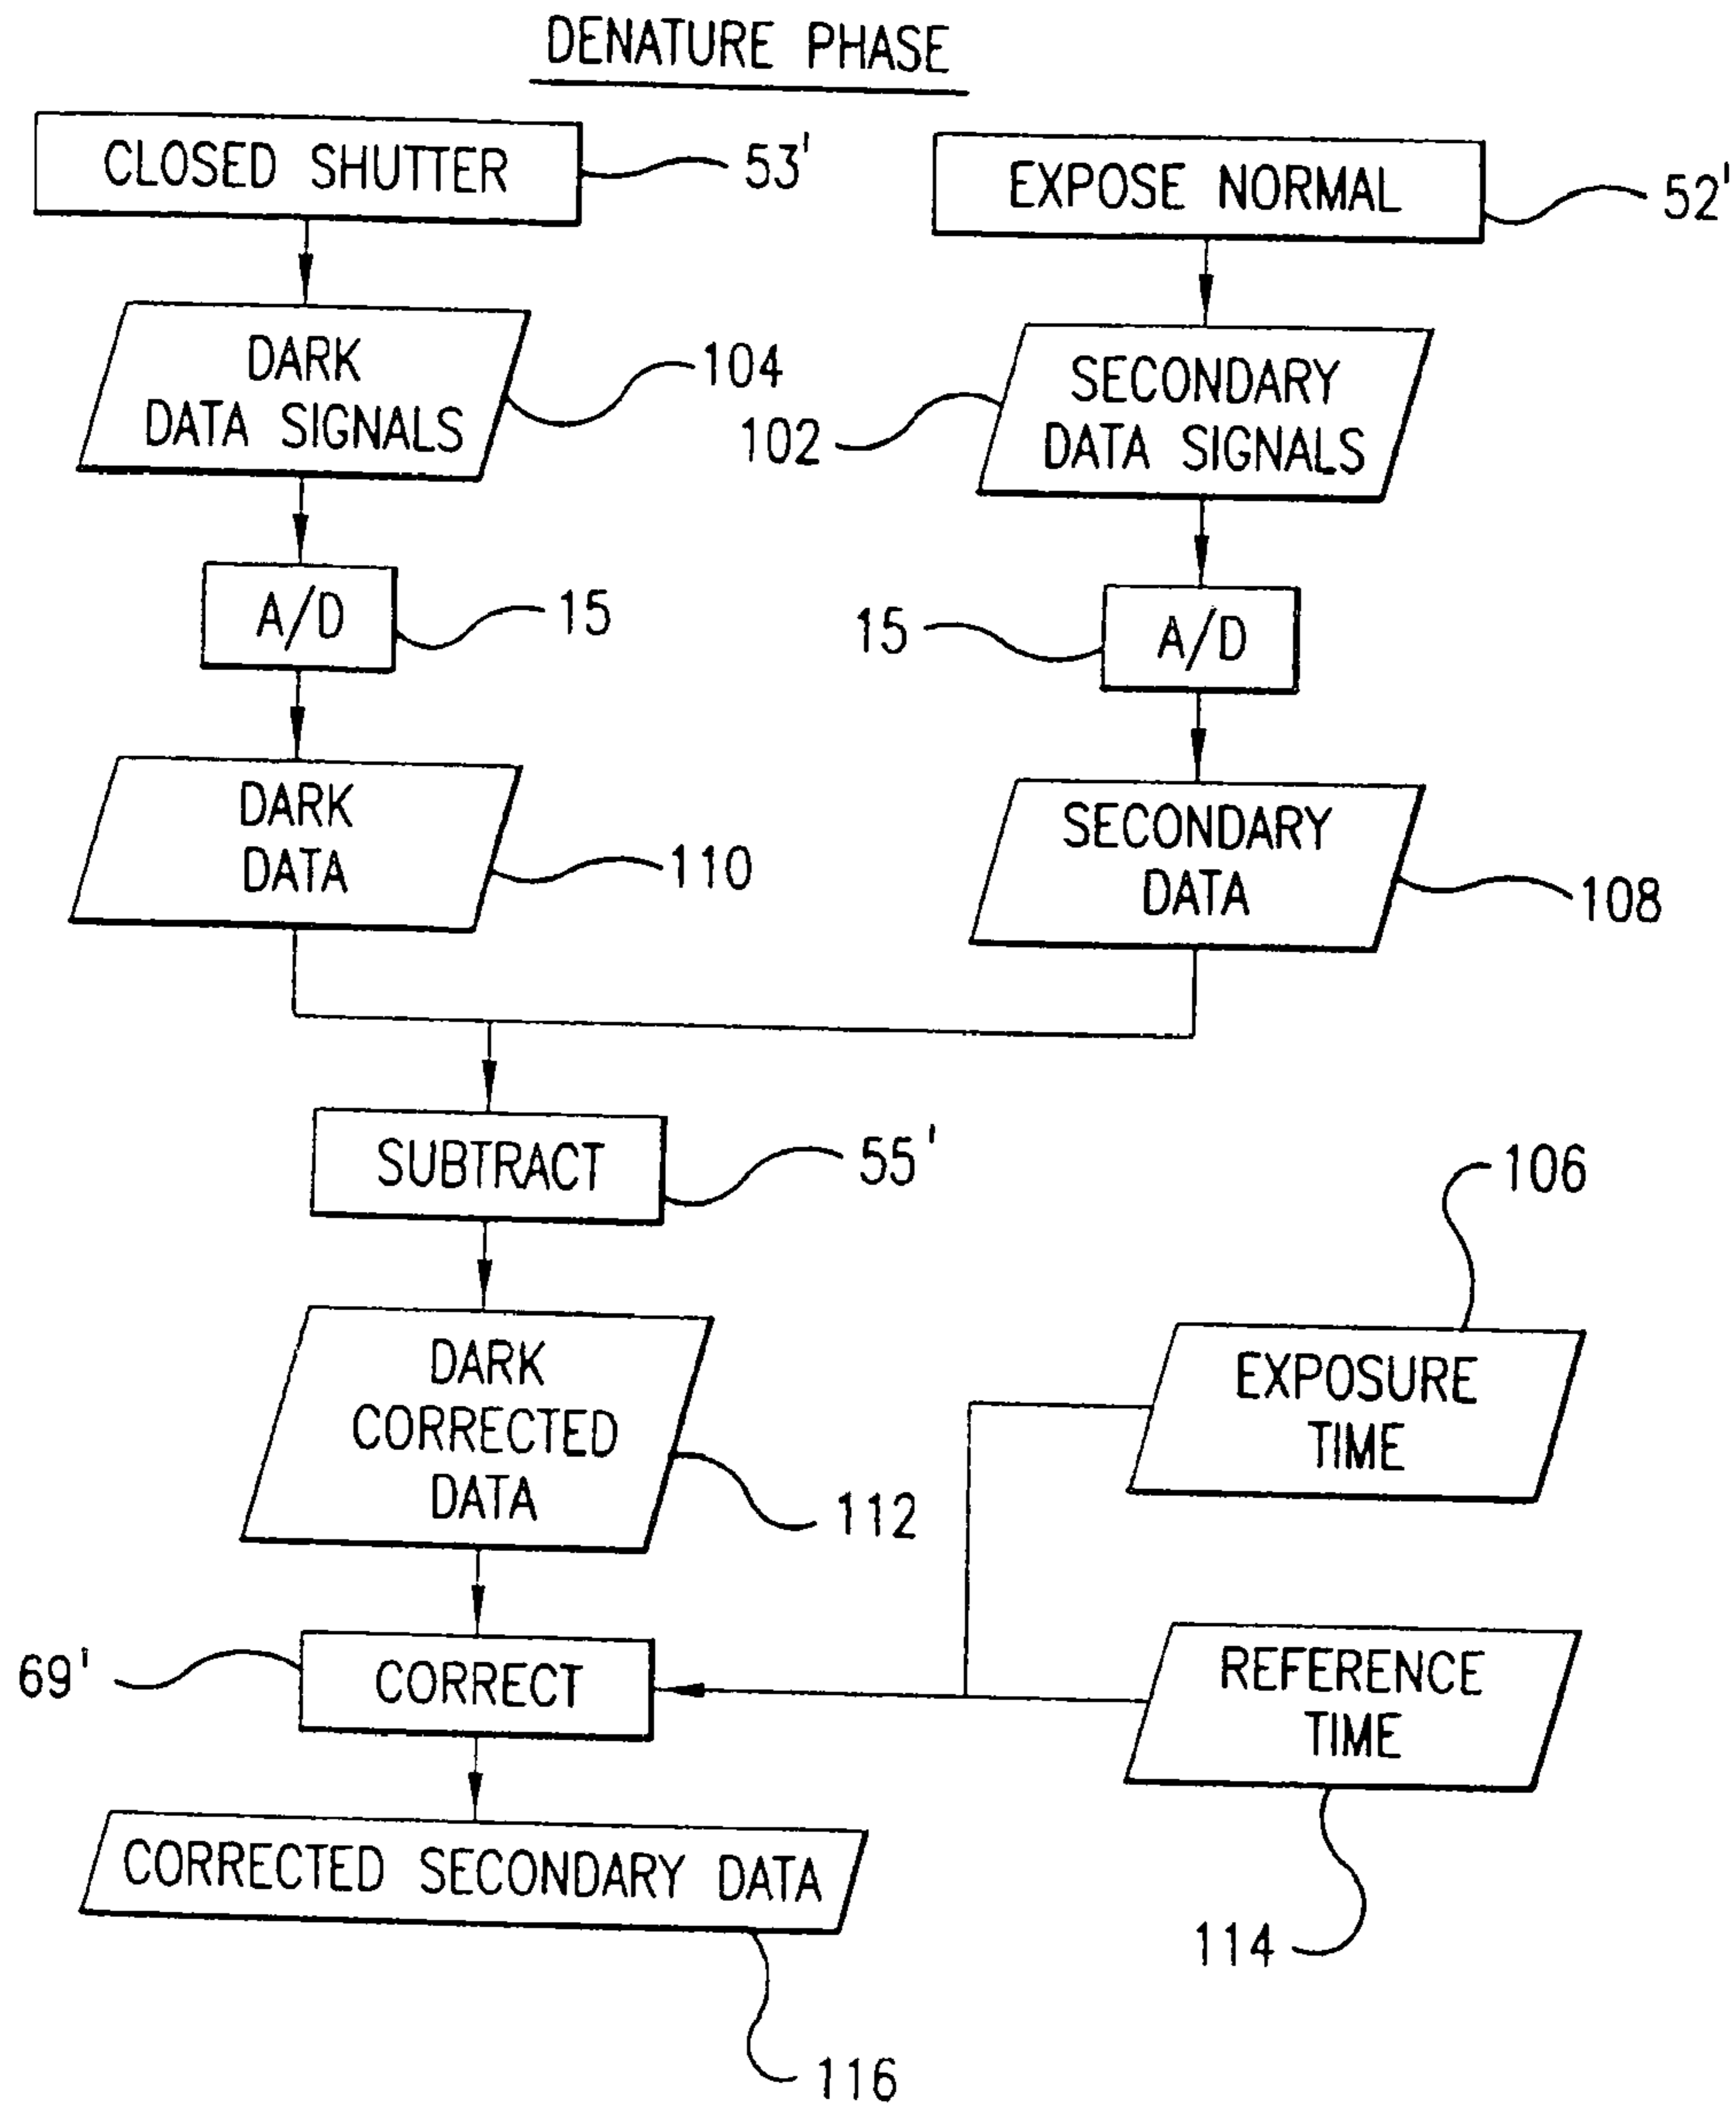 DENATURE PHASE
CLOSED SHUTTER
53'
EXPOSE NORMAL
52'
DARK
DATA SIGNALS
104
102
SECONDARY
DATA SIGNALS
A/D
15
15
A/D
DARK
DATA
110
SECONDARY
DATA
108
SUBTRACT
55'
106
DARK
CORRECTED
DATA
112
EXPOSURE
TIME
69'
CORRECT
REFERENCE
TIME
CORRECTED SECONDARY DATA
114
116